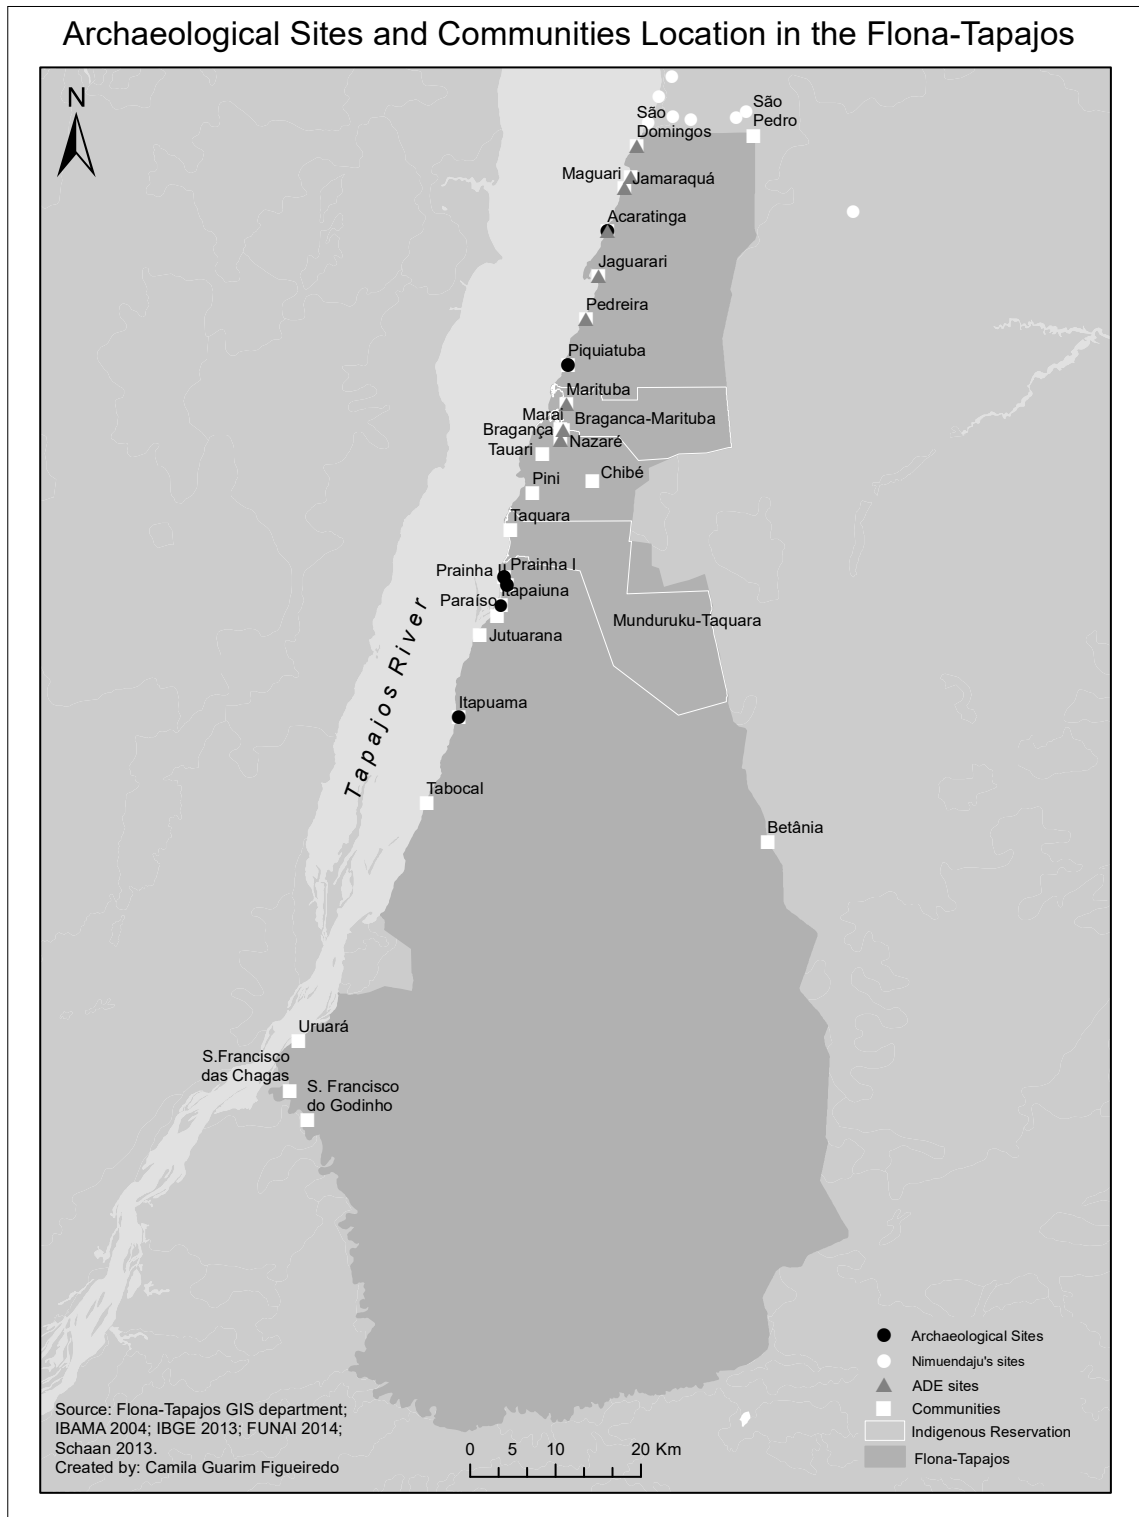 Archaeological Sites and Communities Location in the Flona-Tapajos
N
São
Domingos
São
Pedro
Maguari
Jamaraquá
Acaratinga
Jaguarari
Pedreira
Piquiatuba
Marituba
Marai
Braganca-Marituba
Bragança
Nazaré
Tauari
Chibé
Pini
Taquara
Prainha II
Prainha I
Itapaiuna
Paraíso
Munduruku-Taquara
Jutuarana
Tapajos River
Itapuama
Tabocal
Betânia
Uruará
S.Francisco
das Chagas
S. Francisco
do Godinho
Archaeological Sites
Nimuendaju's sites
ADE sites
Communities
Indigenous Reservation
Flona-Tapajos
Source: Flona-Tapajos GIS department;
IBAMA 2004; IBGE 2013; FUNAI 2014;
Schaan 2013.
Created by: Camila Guarim Figueiredo
0 5 10 20 Km